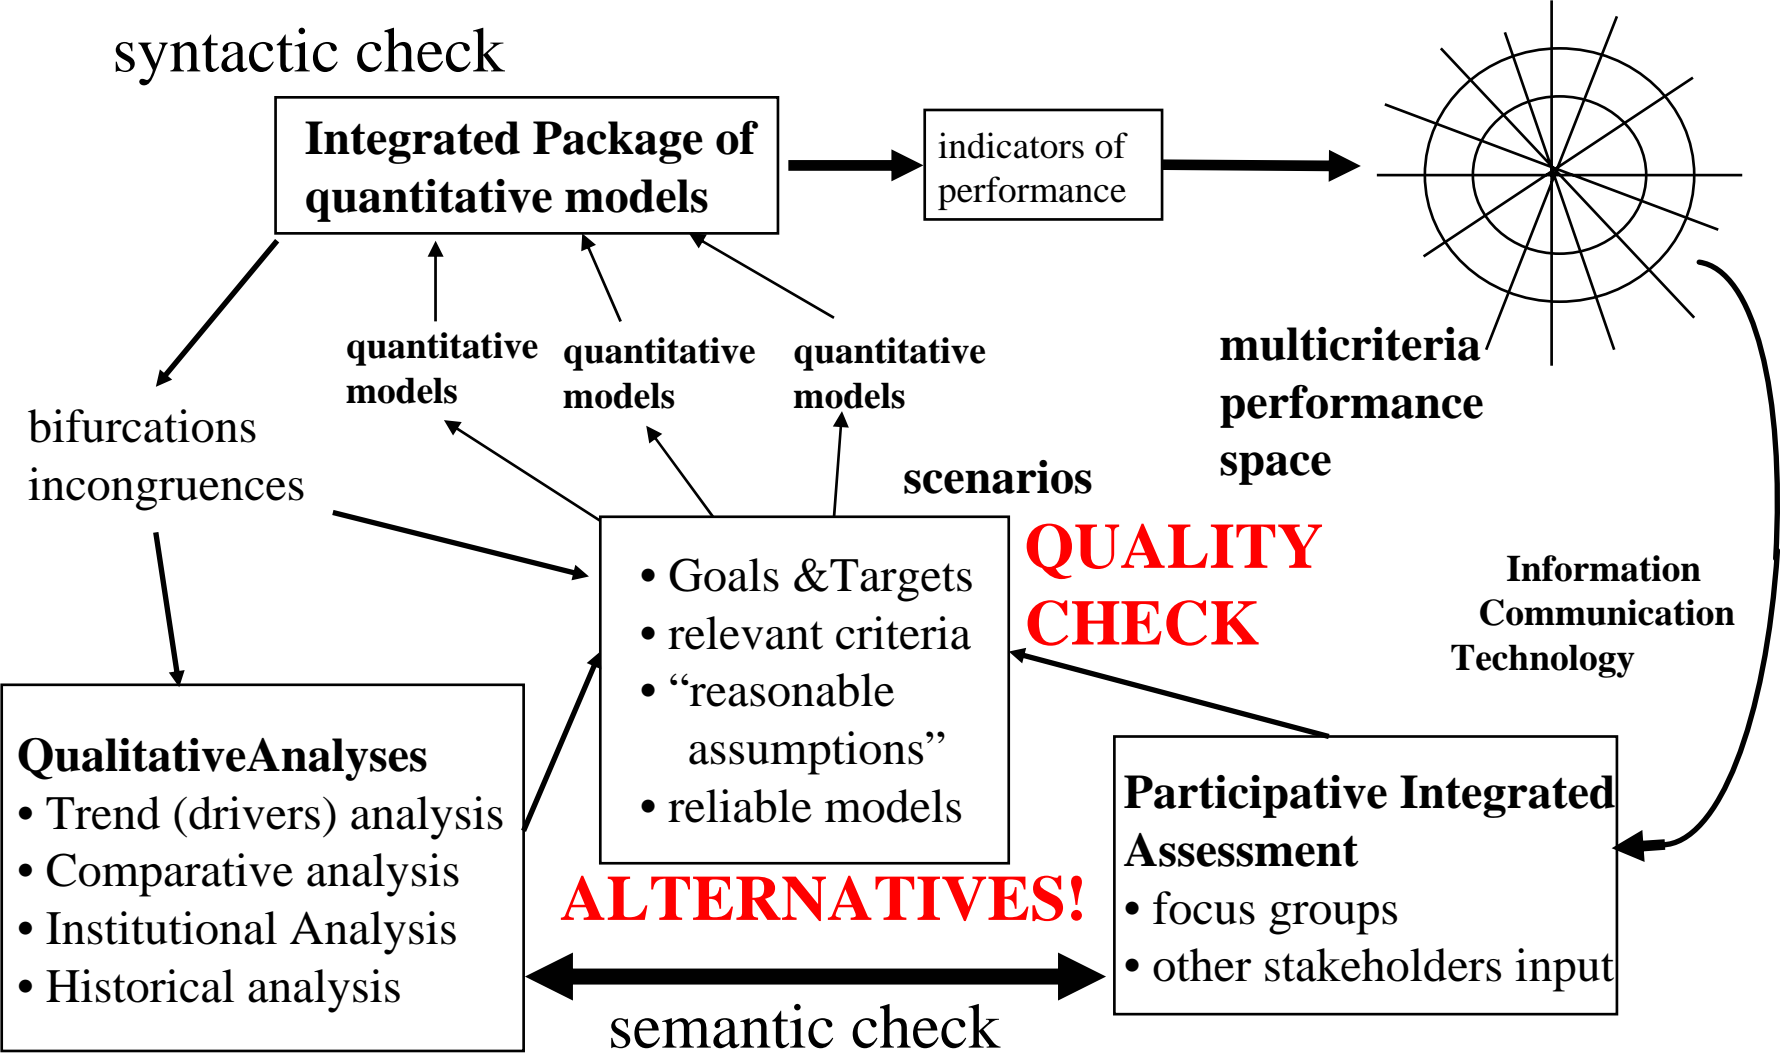 syntactic check
Integrated Package of
quantitative models
indicators of
performance
quantitative
models
quantitative
models
quantitative
models
multicriteria
performance
space
bifurcations
incongruences
scenarios
QUALITY
CHECK
• Goals &Targets
• relevant criteria
• “reasonable
assumptions”
• reliable models
Information
Communication
Technology
QualitativeAnalyses
• Trend (drivers) analysis
• Comparative analysis
• Institutional Analysis
• Historical analysis
Participative Integrated
Assessment
• focus groups
• other stakeholders input
ALTERNATIVES!
semantic check